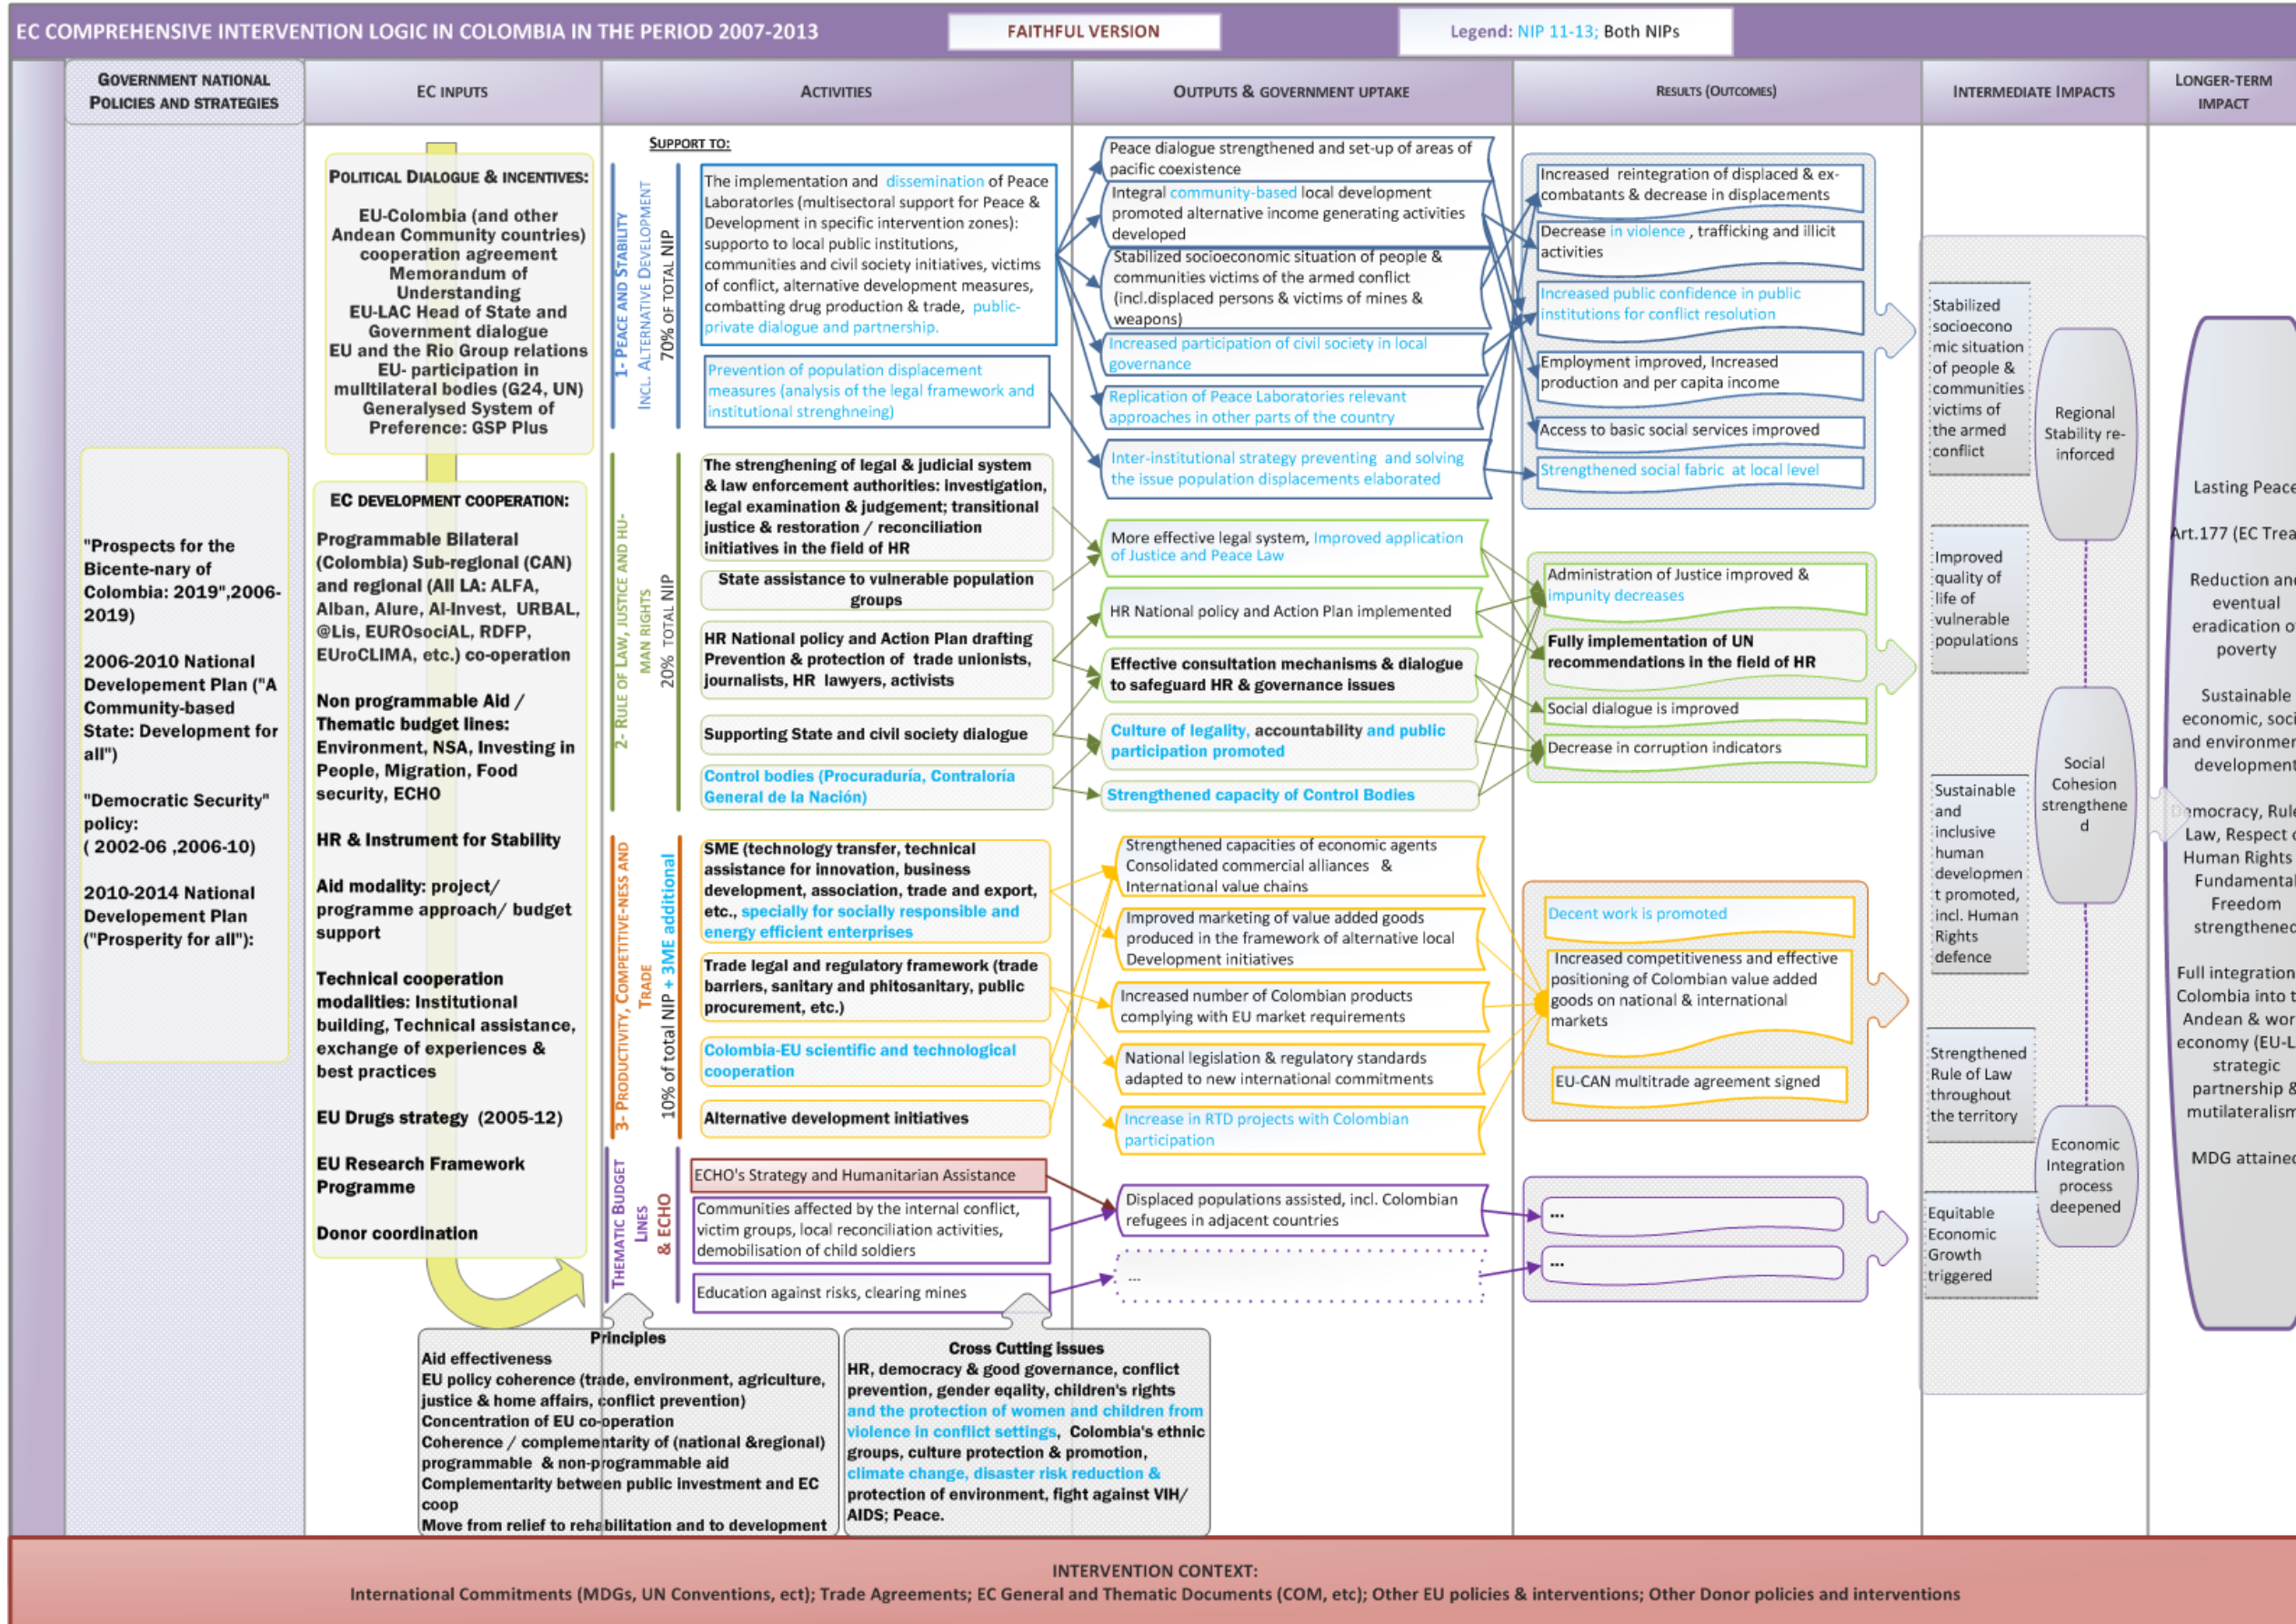 EC COMPREHENSIVE INTERVENTION LOGIC IN COLOMBIA IN THE PERIOD 2007-2013
FAITHFUL VERSION
Legend: NIP 11-13; Both NIPs
GOVERNMENT NATIONAL
POLICIES AND STRATEGIES
EC INPUTS
ACTIVITIES
OUTPUTS & GOVERNMENT UPTAKE
RESULTS (OUTCOMES)
INTERMEDIATE IMPACTS
LONGER-TERM
IMPACT
"Prospects for the
Bicente-nary of
Colombia: 2019",2006-
2019)
2006-2010 National
Developement Plan ("A
Community-based
State: Development for
all")
"Democratic Security"
policy:
( 2002-06 ,2006-10)
2010-2014 National
Developement Plan
("Prosperity for all"):
POLITICAL DIALOGUE & INCENTIVES:
EU-Colombia (and other
Andean Community countries)
cooperation agreement
Memorandum of
Understanding
EU-LAC Head of State and
Government dialogue
EU and the Rio Group relations
EU- participation in
mulltilateral bodies (G24, UN)
Generalysed System of
Preference: GSP Plus
EC DEVELOPMENT COOPERATION:
Programmable Bilateral
(Colombia) Sub-regional (CAN)
and regional (All LA: ALFA,
Alban, Alure, Al-Invest, URBAL,
@Lis, EUROsociAL, RDFP,
EUroCLIMA, etc.) co-operation
Non programmable Aid /
Thematic budget lines:
Environment, NSA, Investing in
People, Migration, Food
security, ECHO
HR & Instrument for Stability
Aid modality: project/
programme approach/ budget
support
Technical cooperation
modalities: Institutional
building, Technical assistance,
exchange of experiences &
best practices
EU Drugs strategy (2005-12)
EU Research Framework
Programme
Donor coordination
SUPPORT TO:
1- PEACE AND STABILITY
INCL. ALTERNATIVE DEVELOPMENT
70% OF TOTAL NIP
The implementation and dissemination of Peace
Laboratories (multisectoral support for Peace &
Development in specific intervention zones):
supporto to local public institutions,
communities and civil society initiatives, victims
of conflict, alternative development measures,
combatting drug production & trade, public-
private dialogue and partnership.
Prevention of population displacement
measures (analysis of the legal framework and
institutional strenghneing)
2- RULE OF LAW, JUSTICE AND HU-
MAN RIGHTS
20% TOTAL NIP
The strenghening of legal & judicial system
& law enforcement authorities: investigation,
legal examination & judgement; transitional
justice & restoration / reconciliation
initiatives in the field of HR
State assistance to vulnerable population
groups
HR National policy and Action Plan drafting
Prevention & protection of trade unionists,
journalists, HR lawyers, activists
Supporting State and civil society dialogue
Control bodies (Procuraduría, Contraloría
General de la Nación)
3- PRODUCTIVITY, COMPETITIVE-NESS AND
TRADE
10% of total NIP + 3ME additional
SME (technology transfer, technical
assistance for innovation, business
development, association, trade and export,
etc., specially for socially responsible and
energy efficient enterprises
Trade legal and regulatory framework (trade
barriers, sanitary and phitosanitary, public
procurement, etc.)
Colombia-EU scientific and technological
cooperation
Alternative development initiatives
THEMATIC BUDGET
LINES
& ECHO
ECHO's Strategy and Humanitarian Assistance
Communities affected by the internal conflict,
victim groups, local reconciliation activities,
demobilisation of child soldiers
Education against risks, clearing mines
Peace dialogue strengthened and set-up of areas of
pacific coexistence
Integral community-based local development
promoted alternative income generating activities
developed
Stabilized socioeconomic situation of people &
communities victims of the armed conflict
(incl.displaced persons & victims of mines &
weapons)
Increased participation of civil society in local
governance
Replication of Peace Laboratories relevant
approaches in other parts of the country
Inter-institutional strategy preventing and solving
the issue population displacements elaborated
More effective legal system, Improved application
of Justice and Peace Law
HR National policy and Action Plan implemented
Effective consultation mechanisms & dialogue
to safeguard HR & governance issues
Culture of legality, accountability and public
participation promoted
Strengthened capacity of Control Bodies
Strengthened capacities of economic agents
Consolidated commercial alliances &
International value chains
Improved marketing of value added goods
produced in the framework of alternative local
Development initiatives
Increased number of Colombian products
complying with EU market requirements
National legislation & regulatory standards
adapted to new international commitments
Increase in RTD projects with Colombian
participation
Displaced populations assisted, incl. Colombian
refugees in adjacent countries
...
Increased reintegration of displaced & ex-
combatants & decrease in displacements
Decrease in violence , trafficking and illicit
activities
Increased public confidence in public
institutions for conflict resolution
Employment improved, Increased
production and per capita income
Access to basic social services improved
Strengthened social fabric at local level
Administration of Justice improved &
impunity decreases
Fully implementation of UN
recommendations in the field of HR
Social dialogue is improved
Decrease in corruption indicators
Decent work is promoted
Increased competitiveness and effective
positioning of Colombian value added
goods on national & international
markets
EU-CAN multitrade agreement signed
...
...
Stabilized
socioecono
mic situation
of people &
communities
victims of
the armed
conflict
Improved
quality of
life of
vulnerable
populations
Sustainable
and
inclusive
human
developmen
t promoted,
incl. Human
Rights
defence
Strengthened
Rule of Law
throughout
the territory
Equitable
Economic
Growth
triggered
Regional
Stability re-
inforced
Social
Cohesion
strengthene
d
Economic
Integration
process
deepened
Lasting Peace
Art.177 (EC Trea
Reduction and
eventual
eradication o
poverty
Sustainable
economic, soci
and environmen
development
Democracy, Rule
Law, Respect o
Human Rights
Fundamental
Freedom
strengthened
Full integration
Colombia into t
Andean & wor
economy (EU-L
strategic
partnership &
mutilateralism
MDG attained
Principles
Aid effectiveness
EU policy coherence (trade, environment, agriculture,
justice & home affairs, conflict prevention)
Concentration of EU co-operation
Coherence / complementarity of (national &regional)
programmable & non-programmable aid
Complementarity between public investment and EC
coop
Move from relief to rehabilitation and to development
Cross Cutting issues
HR, democracy & good governance, conflict
prevention, gender eqality, children's rights
and the protection of women and children from
violence in conflict settings, Colombia's ethnic
groups, culture protection & promotion,
climate change, disaster risk reduction &
protection of environment, fight against VIH/
AIDS; Peace.
INTERVENTION CONTEXT:
International Commitments (MDGs, UN Conventions, ect); Trade Agreements; EC General and Thematic Documents (COM, etc); Other EU policies & interventions; Other Donor policies and interventions